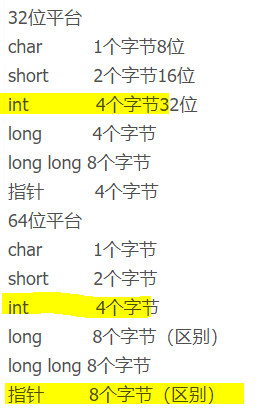 32位平台
char 1个字节8位
short 2个字节16位
int 4个字节32位
long 4个字节
long long 8个字节
指针 4个字节
64位平台
char 1个字节
short 2个字节
int 4个字节
long 8个字节（区别）
long long 8个字节
指针 8个字节（区别）